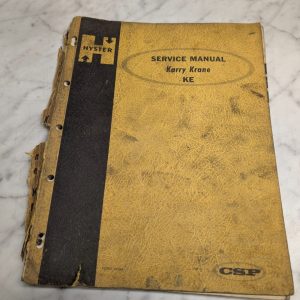 HYSTER
SERVICE MANUAL
Karry Krane
KE
CSP